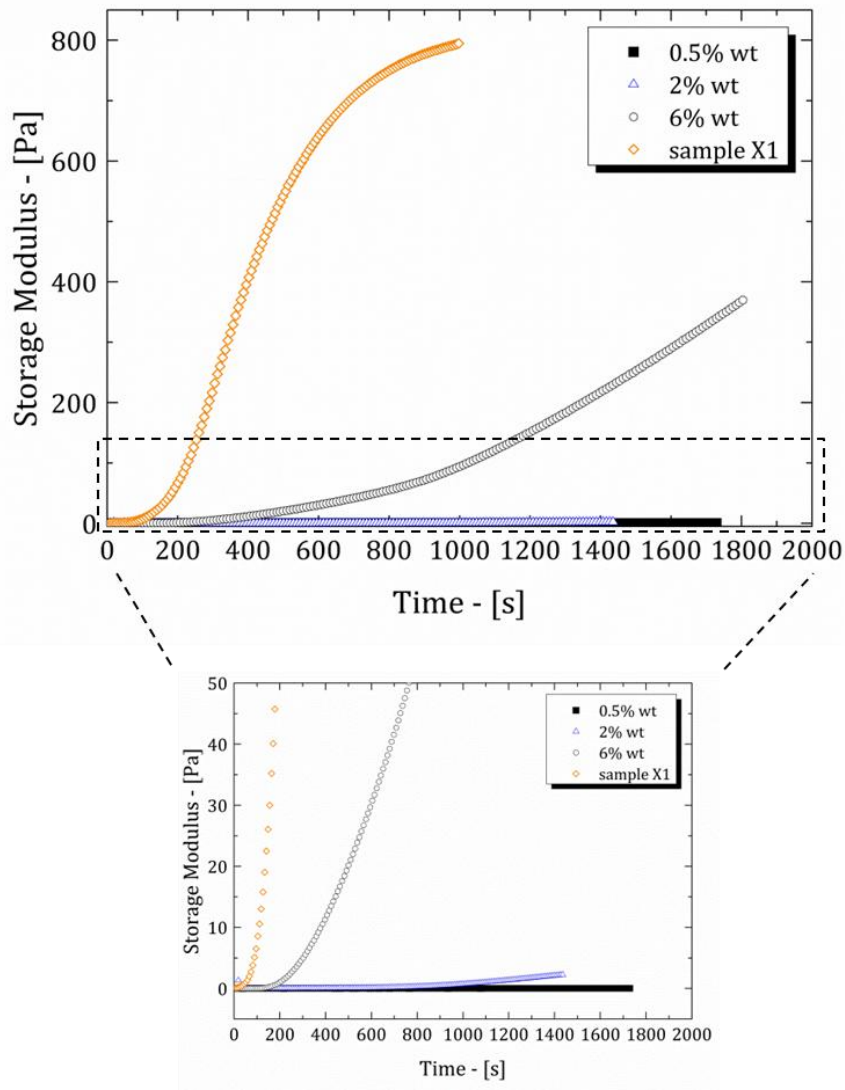 Storage Modulus - [Pa]
800
600
400
200
0
0.5% wt
2% wt
6% wt
sample X1
0 200 400 600 800 1000 1200 1400 1600 1800 2000
Time - [s]
Storage Modulus - [Pa]
50
40
30
20
10
0
0.5% wt
2% wt
6% wt
sample X1
0 200 400 600 800 1000 1200 1400 1600 1800 2000
Time - [s]